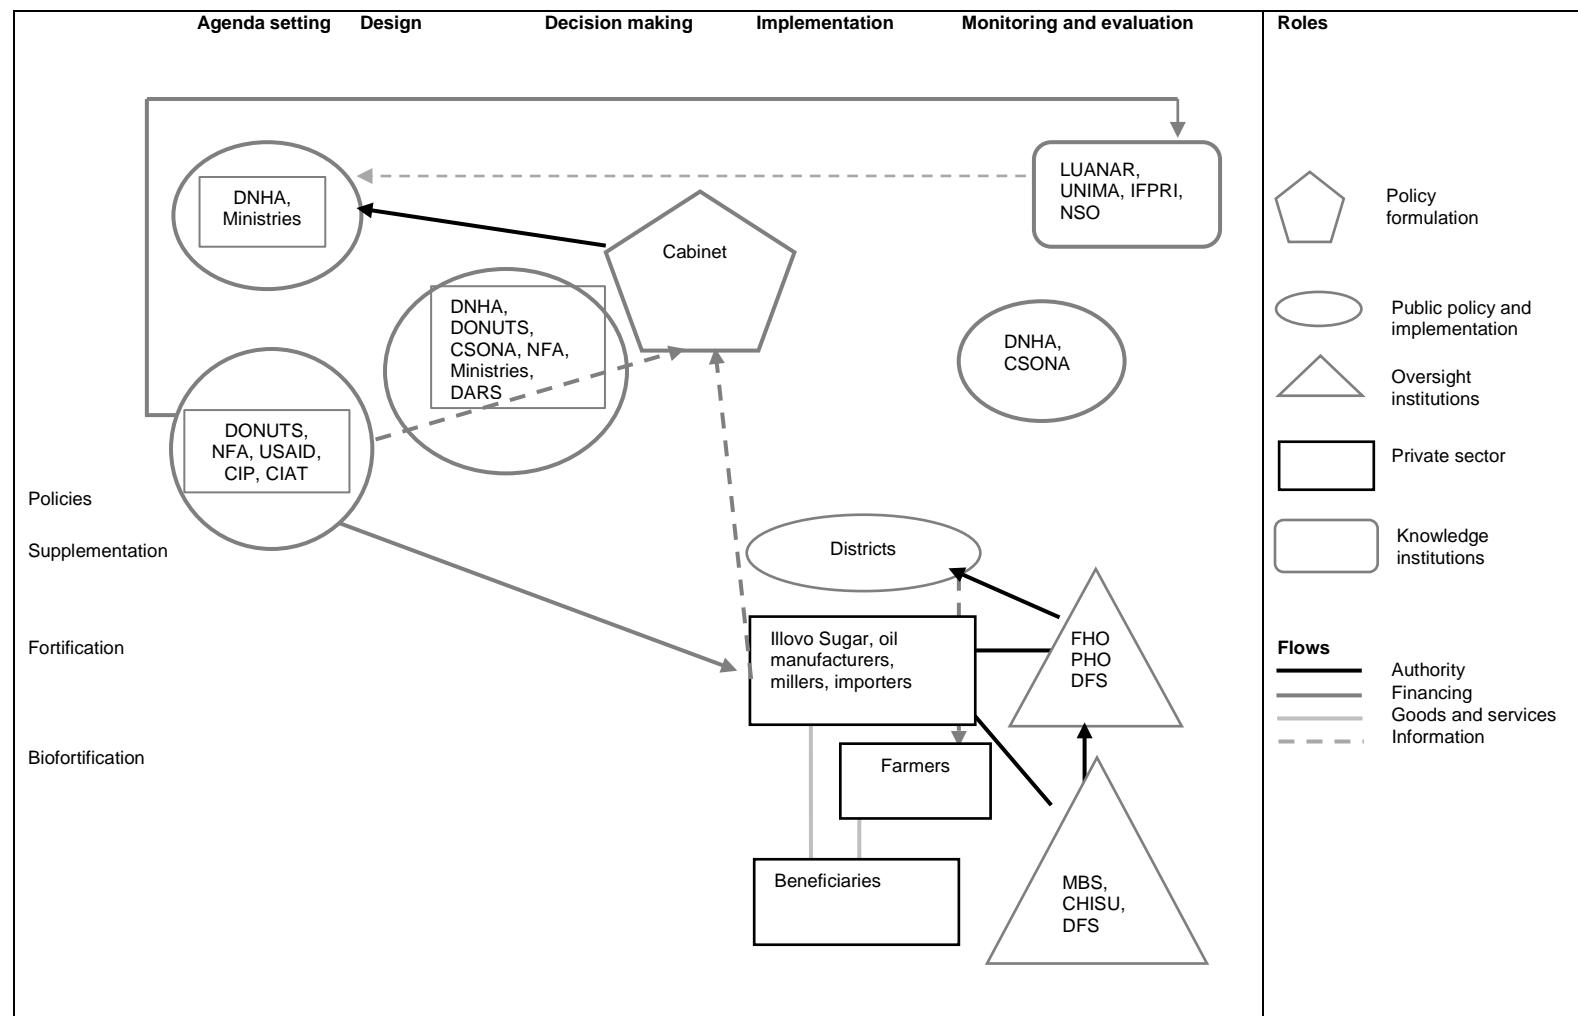 Agenda setting
Design
Decision making
Implementation
Monitoring and evaluation
Roles
DNHA,
Ministries
Cabinet
LUANAR,
UNIMA, IFPRI,
NSO
DNHA,
DONUTS,
CSONA, NFA,
Ministries,
DARS
DNHA,
CSONA
DONUTS,
NFA, USAID,
CIP, CIAT
Policies
Supplementation
Fortification
Biofortification
Districts
Illovo Sugar, oil
manufacturers,
millers, importers
FHO
PHO
DFS
Farmers
Beneficiaries
MBS,
CHISU,
DFS
Policy
formulation
Public policy and
implementation
Oversight
institutions
Private sector
Knowledge
institutions
Flows
Authority
Financing
Goods and services
Information